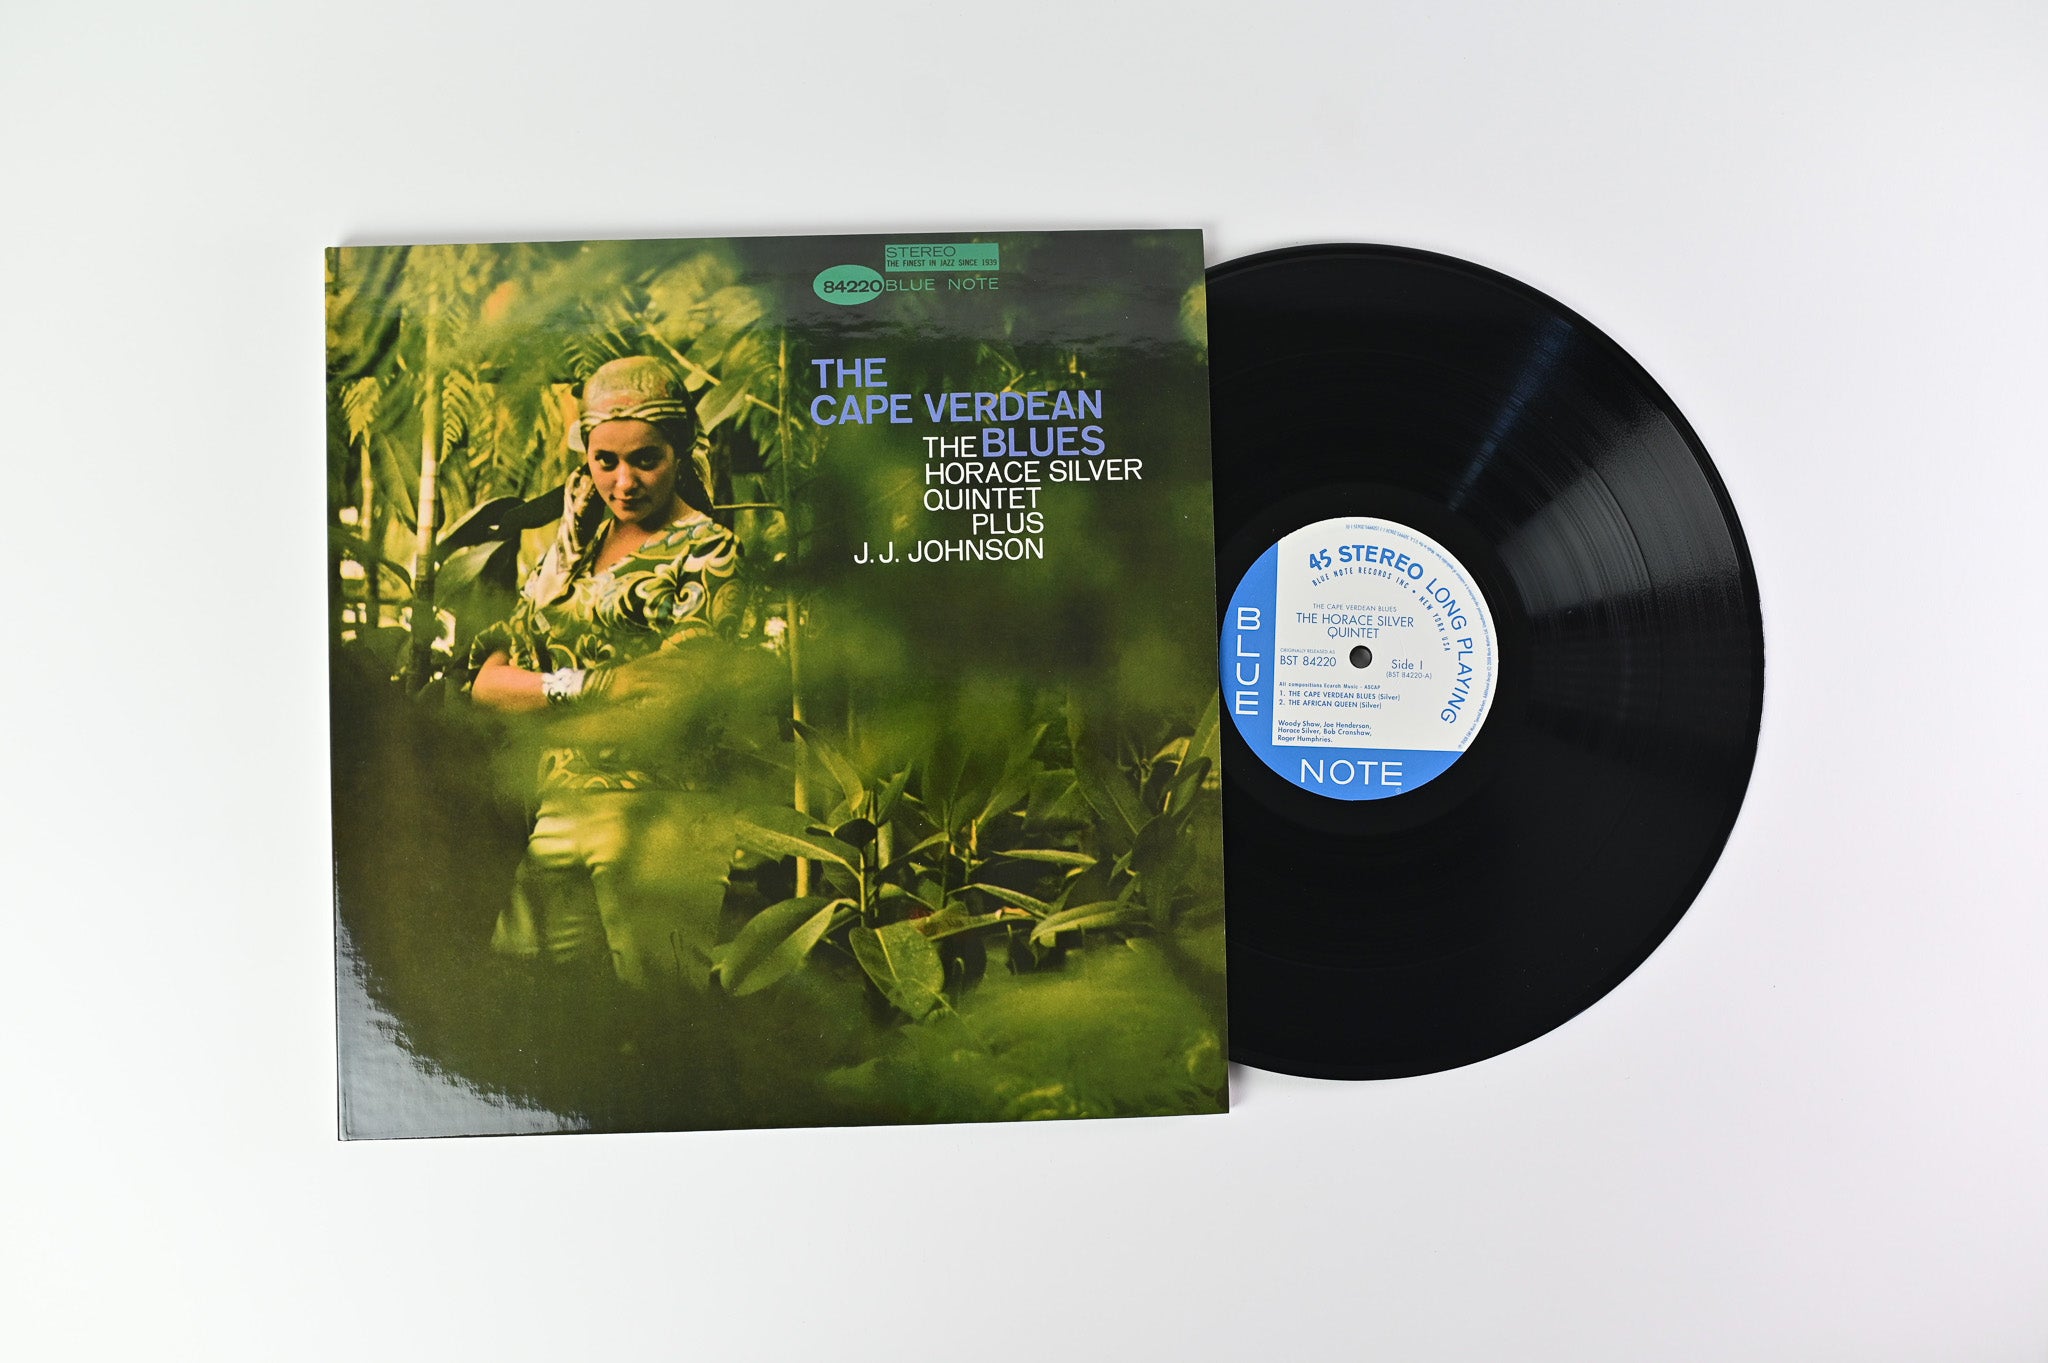 STEREO
THE FINEST IN JAZZ SINCE 1939
84220 BLUE NOTE
THE
CAPE VERDEAN
THE BLUES
HORACE SILVER
QUINTET
PLUS
J.J. JOHNSON
45 STEREO LONG PLAYING
BLUE NOTE RECORDS INC • NEW YORK USA
THE CAPE VERDEAN BLUES
THE HORACE SILVER
QUINTET
ORIGINALLY RELEASED AS
BST 84220
Side 1
(BST 84220-A)
All compositions Ecaroh Music - ASCAP
1. THE CAPE VERDEAN BLUES (Silver)
2. THE AFRICAN QUEEN (Silver)
Woody Shaw, Joe Henderson,
Horace Silver, Bob Cranshaw,
Roger Humphries.
BLUE
NOTE